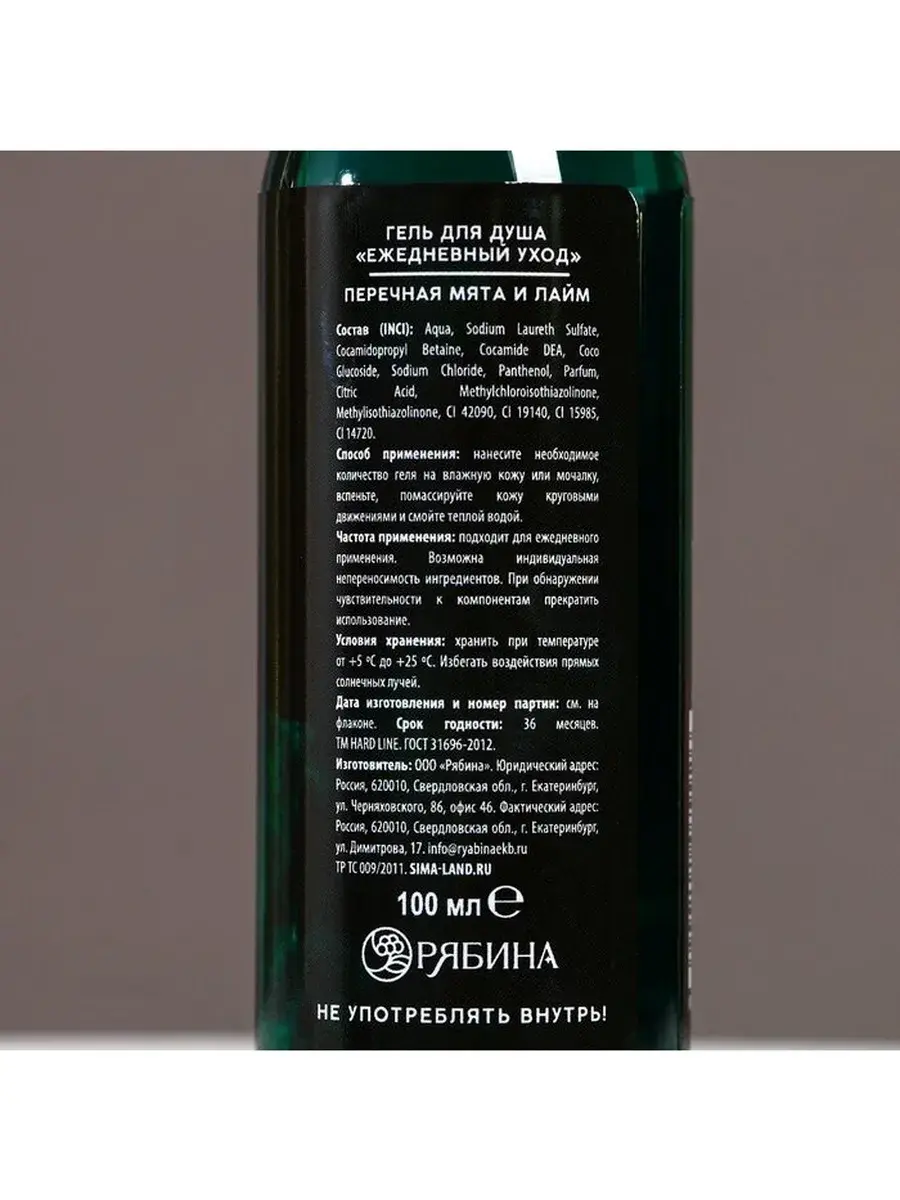 ГЕЛЬ ДЛЯ ДУША
«ЕЖЕДНЕВНЫЙ УХОД»
ПЕРЕЧНАЯ МЯТА И ЛАЙМ
Состав (INCI): Aqua, Sodium Laureth Sulfate,
Cocamidopropyl Betaine, Cocamide DEA, Coco
Glucoside, Sodium Chloride, Panthenol, Parfum,
Citric Acid, Methylchloroisothiazolinone,
Methylisothiazolinone, CI 42090, CI 19140, CI 15985,
CI 14720.
Способ применения: нанесите необходимое
количество геля на влажную кожу или мочалку,
вспеньте, помассируйте кожу круговыми
движениями и смойте теплой водой.
Частота применения: подходит для ежедневного
применения. Возможна индивидуальная
непереносимость ингредиентов. При обнаружении
чувствительности к компонентам прекратить
использование.
Условия хранения: хранить при температуре
от +5 ºС до +25 ºС. Избегать воздействия прямых
солнечных лучей.
Дата изготовления и номер партии: см. на
флаконе. Срок годности: 36 месяцев.
TM HARD LINE. ГОСТ 31696-2012.
Изготовитель: ООО «Рябина». Юридический адрес:
Россия, 620010, Свердловская обл., г. Екатеринбург,
ул. Черняховского, 86, офис 46. Фактический адрес:
Россия, 620010, Свердловская обл., г. Екатеринбург,
ул. Димитрова, 17. info@ryabinaekb.ru
ТР ТС 009/2011. SIMA-LAND.RU
100 мл ℮
РЯБИНА
НЕ УПОТРЕБЛЯТЬ ВНУТРЬ!